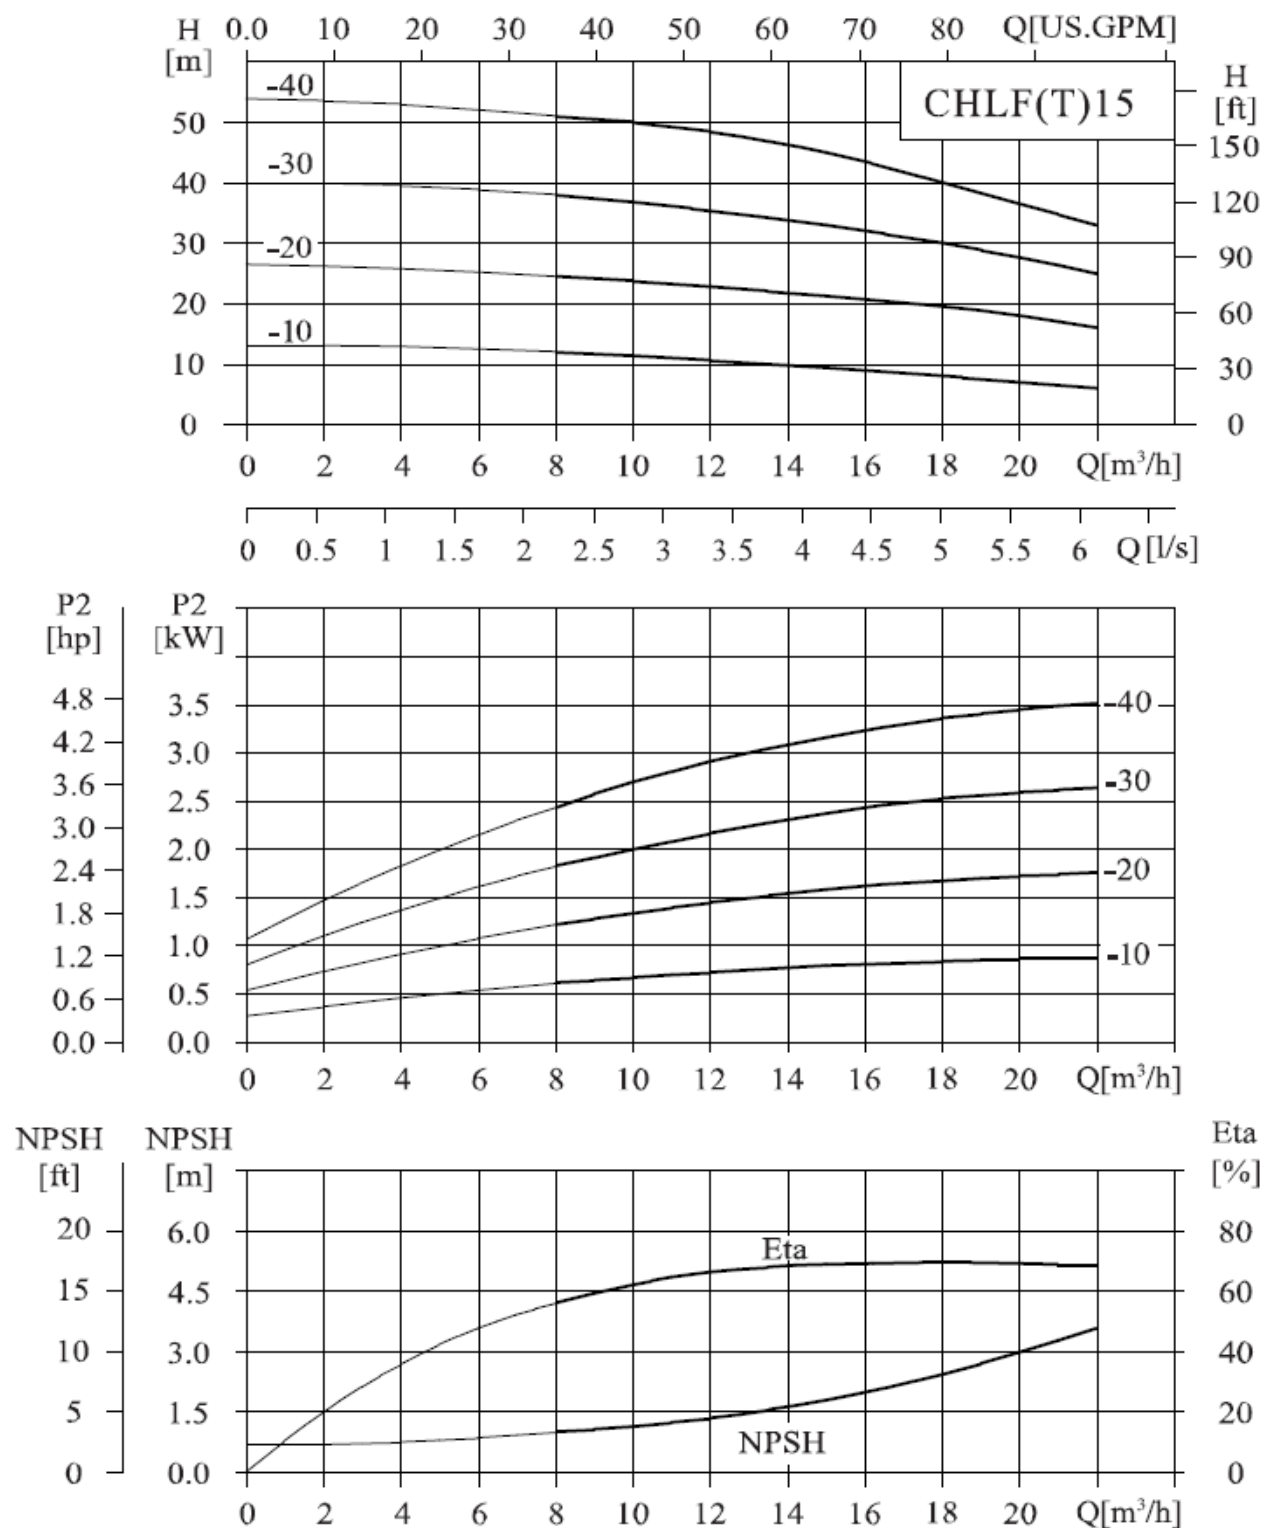 H 0.0 10 20 30 40 50 60 70 80 Q[US.GPM]
[m] H
[ft]
-40
CHLF(T)15
50
150
-30
40
120
30
-20
90
20
60
-10
10
30
0 0
0 2 4 6 8 10 12 14 16 18 20 Q[m³/h]
0 0.5 1 1.5 2 2.5 3 3.5 4 4.5 5 5.5 6 Q[l/s]
P2 P2
[hp] [kW]
4.8 3.5 -40
4.2 3.0
3.6 2.5 -30
3.0 2.0
2.4 1.5 -20
1.8 1.0
1.2 -10
0.6 0.5
0.0 0.0
0 2 4 6 8 10 12 14 16 18 20 Q[m³/h]
NPSH NPSH Eta
[ft] [m] [%]
20 6.0 80
Eta
15 4.5 60
10 3.0 40
5 1.5 20
NPSH
0 0.0 0
0 2 4 6 8 10 12 14 16 18 20 Q[m³/h]